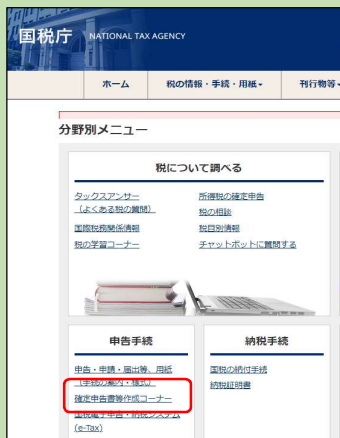 国税庁 NATIONAL TAX AGENCY
ホーム 税の情報・手続・用紙 刊行物等
分野別メニュー
税について調べる
タックスアンサー
（よくある税の質問）
国際税務関係情報
税の学習コーナー
所得税の確定申告
税の相談
税目別情報
チャットボットに質問する
申告手続
申告・申請・届出等、用紙
（手続の案内・様式）
確定申告書等作成コーナー
国税電子申告・納税システム
(e-Tax)
納税手続
国税の納付手続
納税証明書